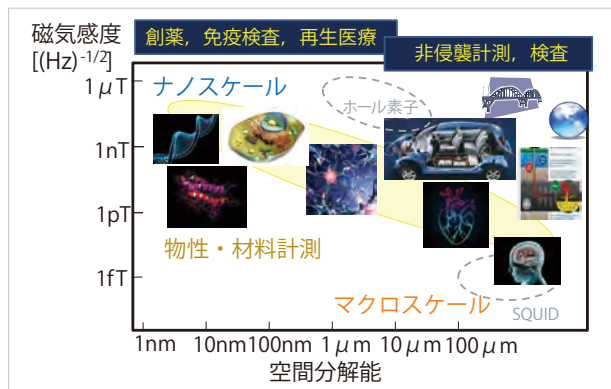 磁気感度
[(Hz)-1/2]
創薬，免疫検査，再生医療
非侵襲計測，検査
1μT
ナノスケール
ホール素子
1nT
1pT
物性・材料計測
1fT
マクロスケール
SQUID
1nm 10nm 100nm 1μm 10μm 100μm
空間分解能